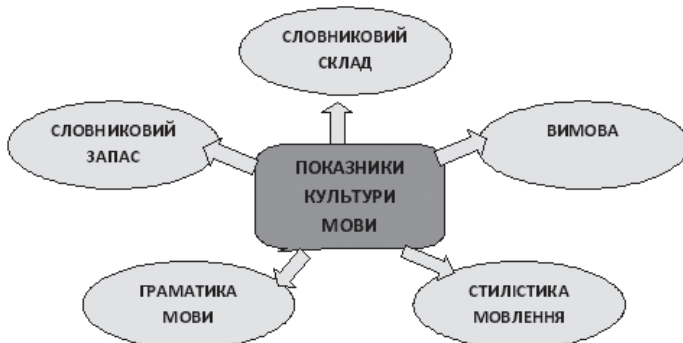 СЛОВНИКОВИЙ
СКЛАД
СЛОВНИКОВИЙ
ЗАПАС
ВИМОВА
ПОКАЗНИКИ
КУЛЬТУРИ
МОВИ
ГРАМАТИКА
МОВИ
СТИЛІСТИКА
МОВЛЕННЯ